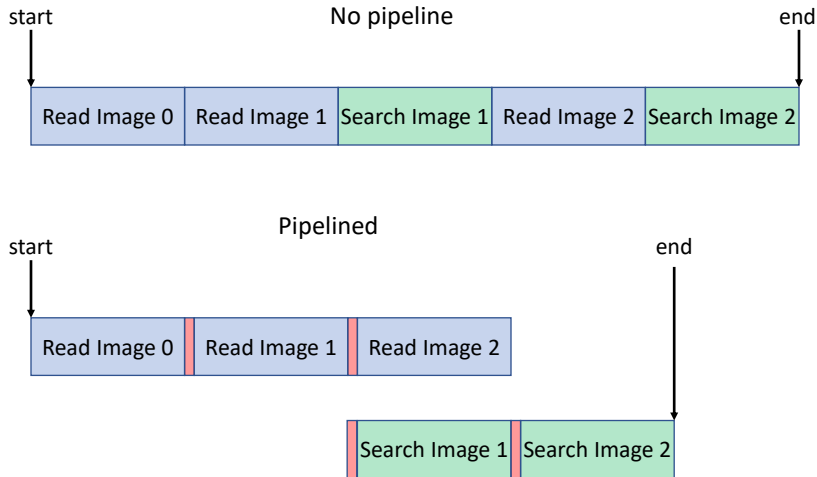 No pipeline
start
end
Read Image 0
Read Image 1
Search Image 1
Read Image 2
Search Image 2
Pipelined
start
end
Read Image 0
Read Image 1
Read Image 2
Search Image 1
Search Image 2